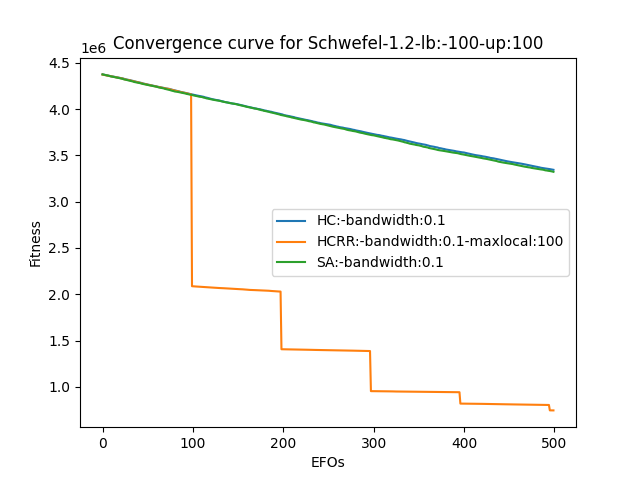 Convergence curve for Schwefel-1.2-lb:-100-up:100
1e6
4.5
4.0
3.5
3.0
2.5
2.0
1.5
1.0
Fitness
HC:-bandwidth:0.1
HCRR:-bandwidth:0.1-maxlocal:100
SA:-bandwidth:0.1
0
100
200
300
400
500
EFOs